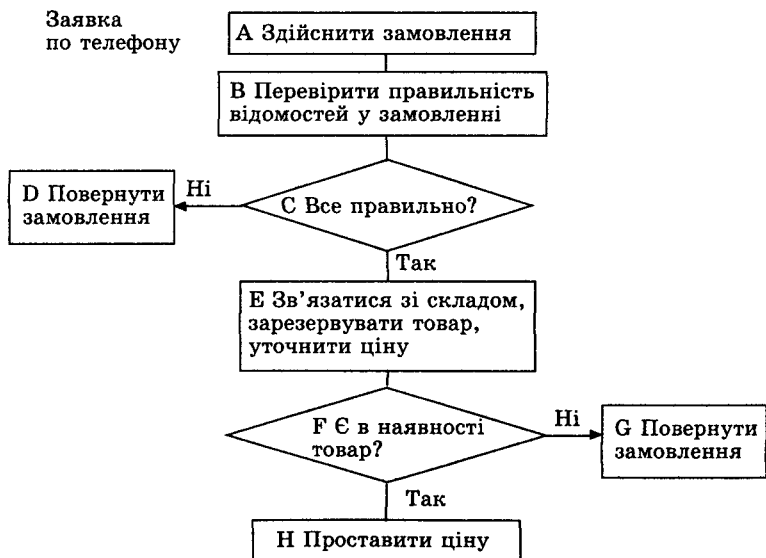 Заявка
по телефону
А Здійснити замовлення
В Перевірити правильність
відомостей у замовленні
D Повернути
замовлення
Ні
С Все правильно?
Так
Е Зв'язатися зі складом,
зарезервувати товар,
уточнити ціну
F Є в наявності
товар?
Ні
G Повернути
замовлення
Так
Н Проставити ціну